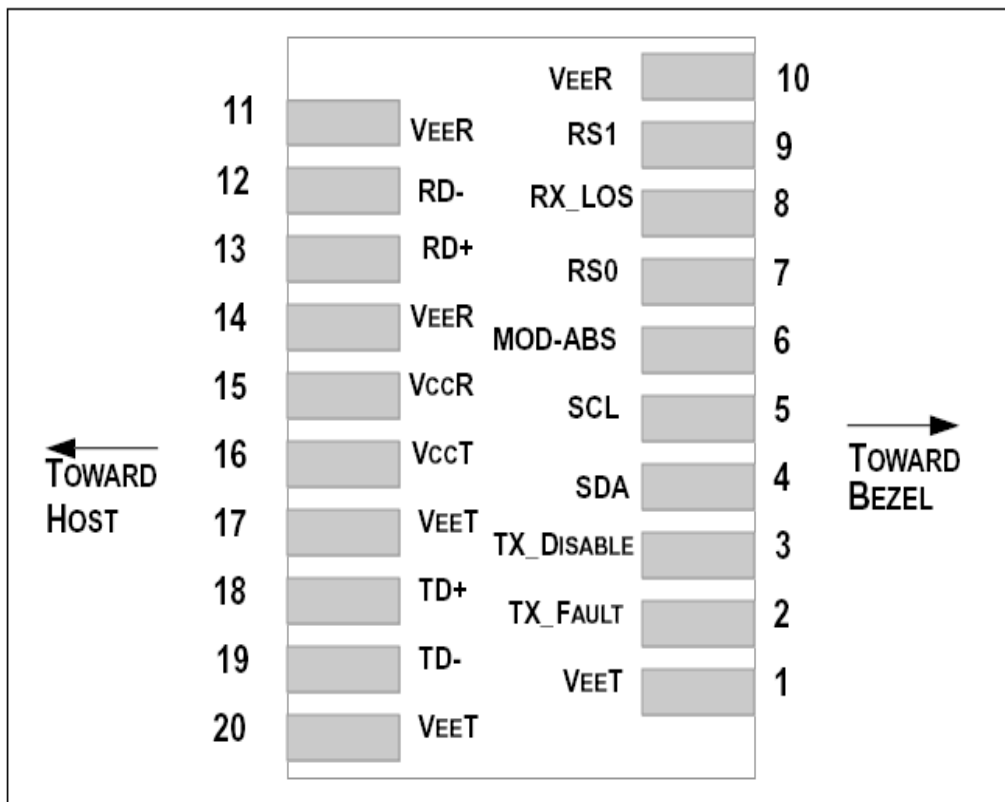 11 VEER
12 RD-
13 RD+
14 VEER
15 VCCR
16 VCCT
17 VEET
18 TD+
19 TD-
20 VEET
TOWARD
HOST
VEER 10
RS1 9
RX_LOS 8
RS0 7
MOD-ABS 6
SCL 5
SDA 4
TX_DISABLE 3
TX_FAULT 2
VEET 1
TOWARD
BEZEL